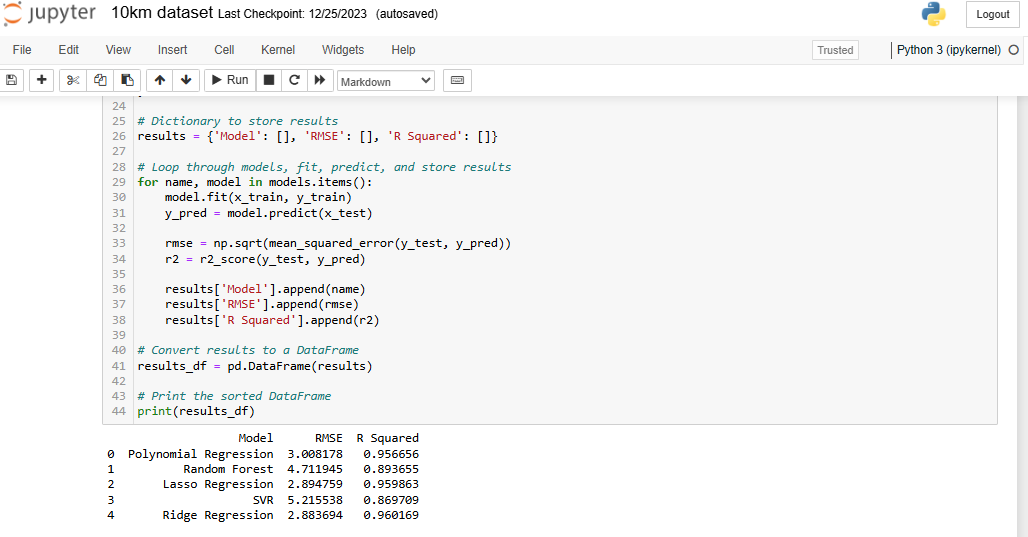 jupyter 10km dataset Last Checkpoint: 12/25/2023 (autosaved) Logout
File Edit View Insert Cell Kernel Widgets Help Trusted Python 3 (ipykernel)
Run Markdown
24
25 # Dictionary to store results
26 results = {'Model': [], 'RMSE': [], 'R Squared': []}
27
28 # Loop through models, fit, predict, and store results
29 for name, model in models.items():
30     model.fit(x_train, y_train)
31     y_pred = model.predict(x_test)
32
33     rmse = np.sqrt(mean_squared_error(y_test, y_pred))
34     r2 = r2_score(y_test, y_pred)
35
36     results['Model'].append(name)
37     results['RMSE'].append(rmse)
38     results['R Squared'].append(r2)
39
40 # Convert results to a DataFrame
41 results_df = pd.DataFrame(results)
42
43 # Print the sorted DataFrame
44 print(results_df)
Model RMSE R Squared
0 Polynomial Regression 3.008178 0.956656
1 Random Forest 4.711945 0.893655
2 Lasso Regression 2.894759 0.959863
3 SVR 5.215538 0.869709
4 Ridge Regression 2.883694 0.960169